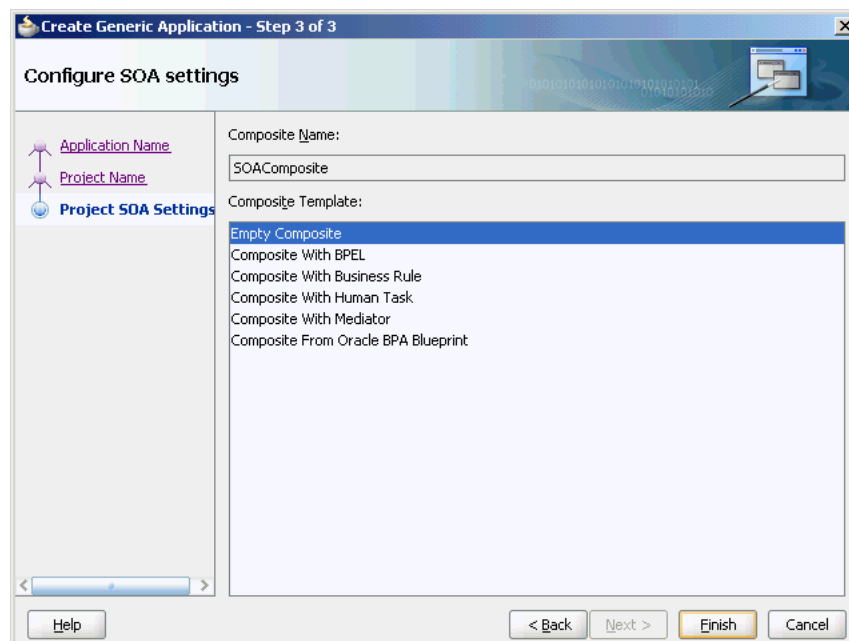 Create Generic Application - Step 3 of 3
Configure SOA settings
Application Name
Project Name
Project SOA Settings
Composite Name:
SOAComposite
Composite Template:
Empty Composite
Composite With BPEL
Composite With Business Rule
Composite With Human Task
Composite With Mediator
Composite From Oracle BPA Blueprint
Help
< Back
Next >
Finish
Cancel